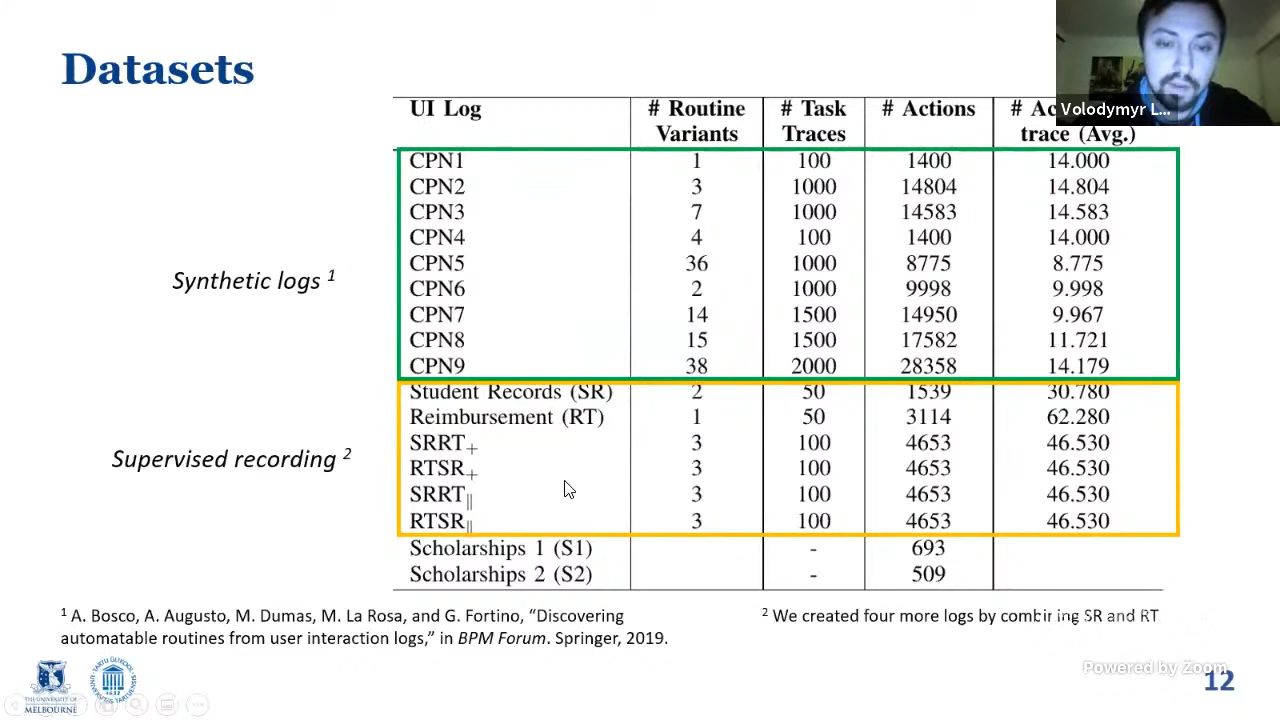 Datasets
Volodymyr L...
UI Log # Routine Variants # Task Traces # Actions # Ac trace (Avg.)
CPN1 1 100 1400 14.000
CPN2 3 1000 14804 14.804
CPN3 7 1000 14583 14.583
CPN4 4 100 1400 14.000
CPN5 36 1000 8775 8.775
CPN6 2 1000 9998 9.998
CPN7 14 1500 14950 9.967
CPN8 15 1500 17582 11.721
CPN9 38 2000 28358 14.179
Student Records (SR) 2 50 1539 30.780
Reimbursement (RT) 1 50 3114 62.280
SRRT+ 3 100 4653 46.530
RTSR+ 3 100 4653 46.530
SRRT∥ 3 100 4653 46.530
RTSR∥ 3 100 4653 46.530
Scholarships 1 (S1) - 693
Scholarships 2 (S2) - 509
Synthetic logs 1
Supervised recording 2
1 A. Bosco, A. Augusto, M. Dumas, M. La Rosa, and G. Fortino, “Discovering
automatable routines from user interaction logs,” in BPM Forum. Springer, 2019.
2 We created four more logs by combining SR and RT
Powered by Zoom
12
THE UNIVERSITY OF
MELBOURNE